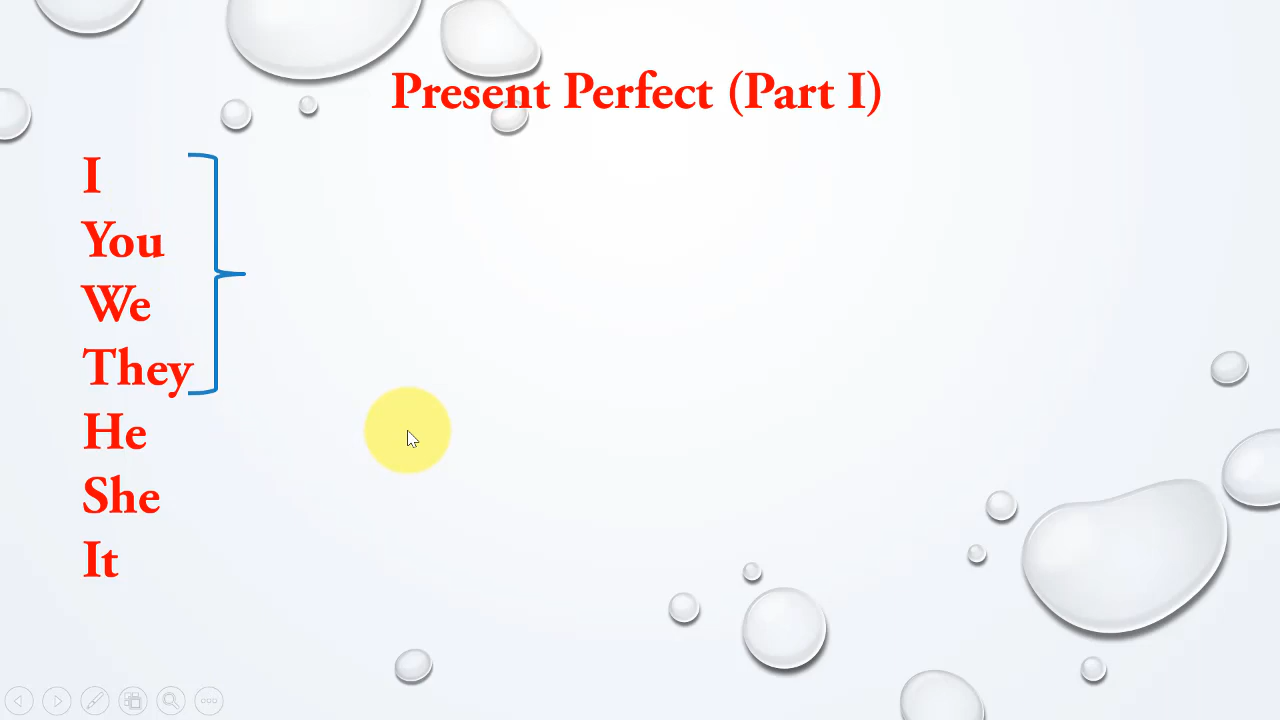 Present Perfect (Part I)
I
You
We
They
He
She
It